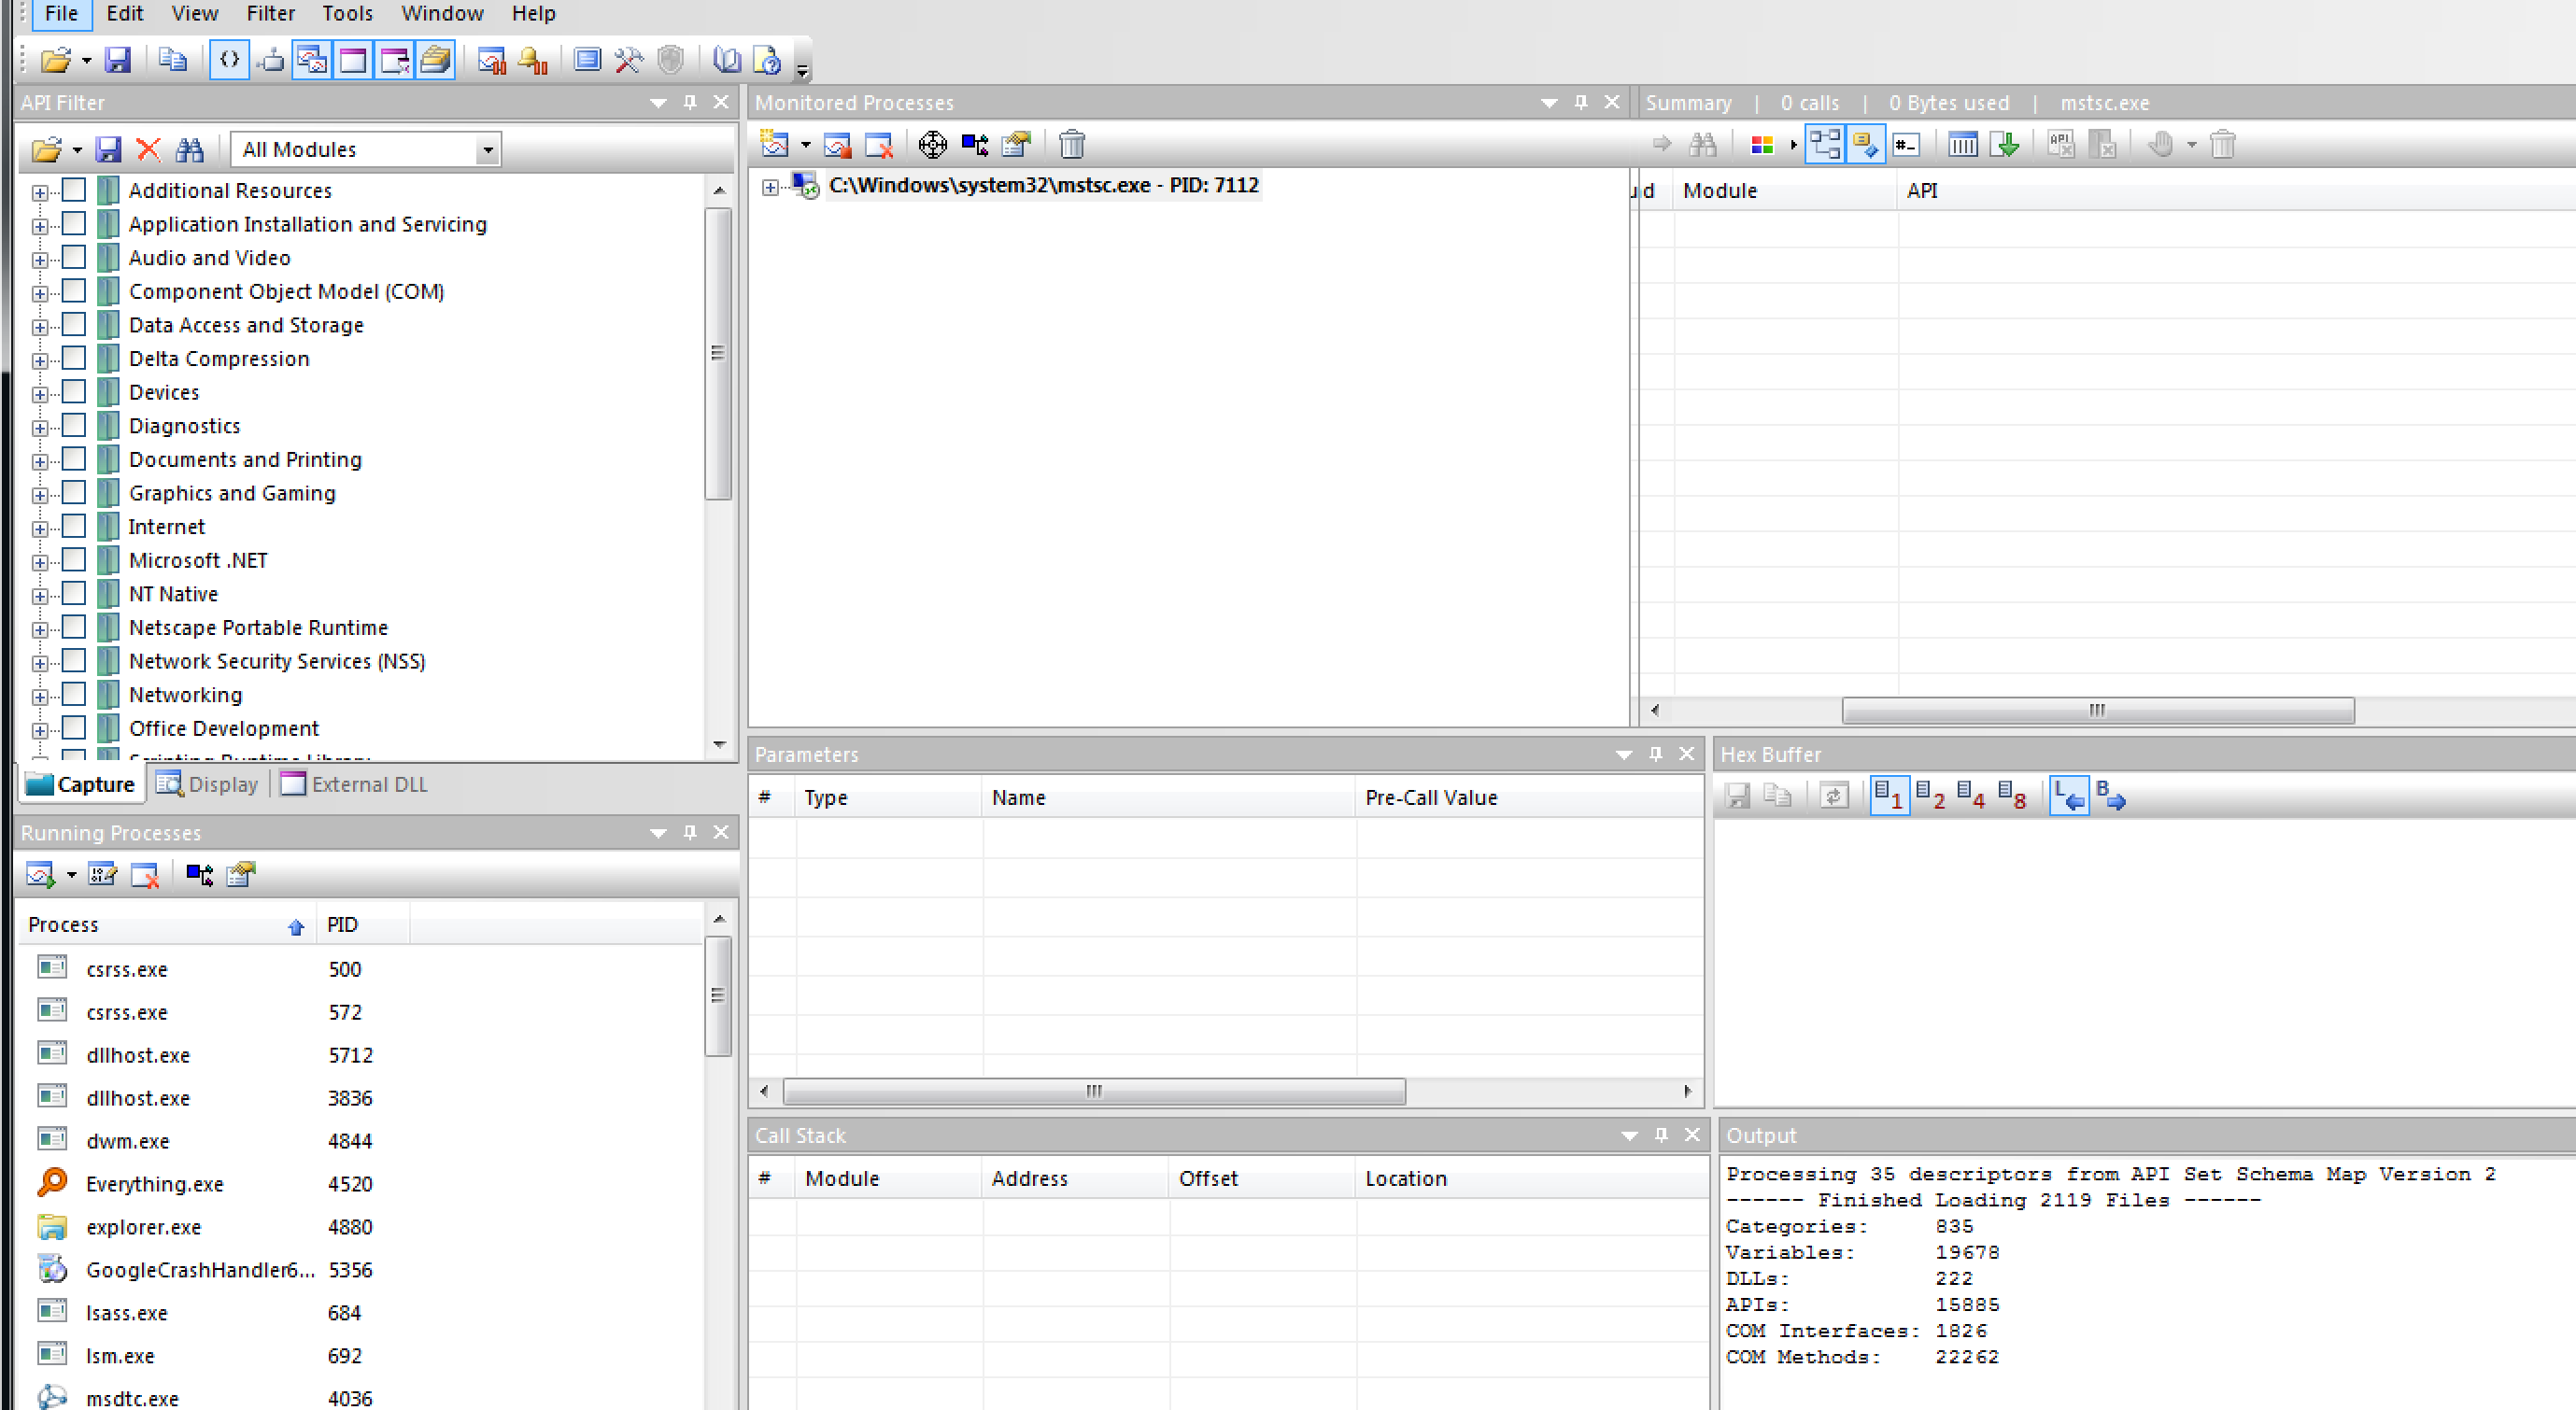 File Edit View Filter Tools Window Help
API Filter
All Modules
Additional Resources
Application Installation and Servicing
Audio and Video
Component Object Model (COM)
Data Access and Storage
Delta Compression
Devices
Diagnostics
Documents and Printing
Graphics and Gaming
Internet
Microsoft .NET
NT Native
Netscape Portable Runtime
Network Security Services (NSS)
Networking
Office Development
Scripting Runtime Library
Capture Display External DLL
Running Processes
Process PID
csrss.exe 500
csrss.exe 572
dllhost.exe 5712
dllhost.exe 3836
dwm.exe 4844
Everything.exe 4520
explorer.exe 4880
GoogleCrashHandler6... 5356
lsass.exe 684
lsm.exe 692
msdtc.exe 4036
Monitored Processes
C:\Windows\system32\mstsc.exe - PID: 7112
Summary | 0 calls | 0 Bytes used | mstsc.exe
Module API
Parameters
# Type Name Pre-Call Value
Hex Buffer
1 2 4 8 L B
Call Stack
# Module Address Offset Location
Output
Processing 35 descriptors from API Set Schema Map Version 2
------ Finished Loading 2119 Files ------
Categories: 835
Variables: 19678
DLLs: 222
APIs: 15885
COM Interfaces: 1826
COM Methods: 22262